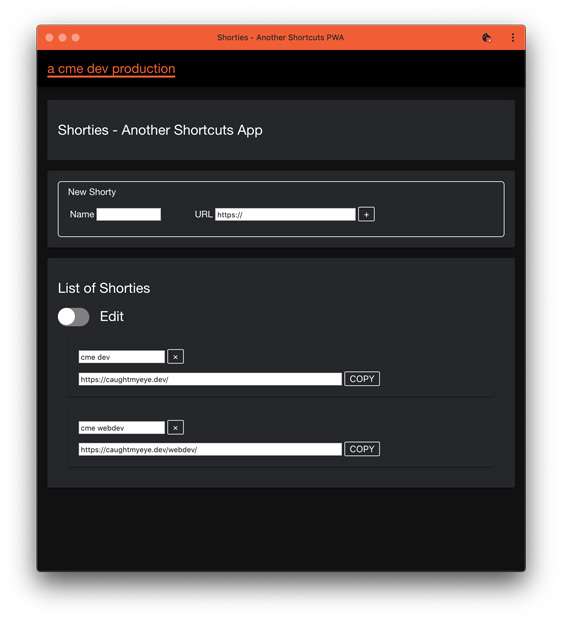 Shorties - Another Shortcuts PWA
a cme dev production
Shorties - Another Shortcuts App
New Shorty
Name URL https:// +
List of Shorties
Edit
cme dev ×
https://caughtmyeye.dev/ COPY
cme webdev ×
https://caughtmyeye.dev/webdev/ COPY